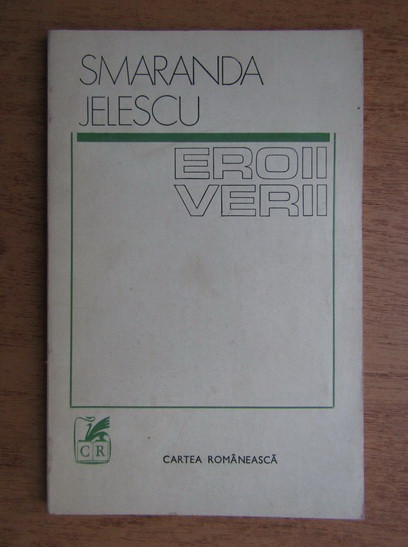 SMARANDA
JELESCU
EROII
VERII
CR
CARTEA ROMÂNEASCĂ